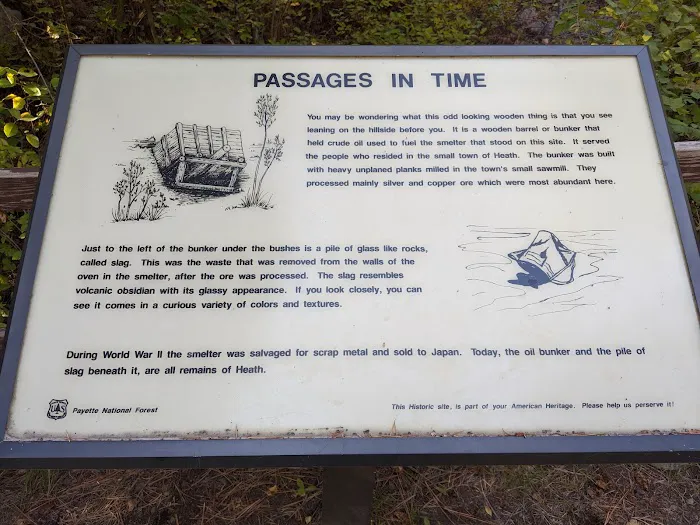 PASSAGES IN TIME
You may be wondering what this odd looking wooden thing is that you see
leaning on the hillside before you. It is a wooden barrel or bunker that
held crude oil used to fuel the smelter that stood on this site. It served
the people who resided in the small town of Heath. The bunker was built
with heavy unplaned planks milled in the town's small sawmill. They
processed mainly silver and copper ore which were most abundant here.
Just to the left of the bunker under the bushes is a pile of glass like rocks,
called slag. This was the waste that was removed from the walls of the
oven in the smelter, after the ore was processed. The slag resembles
volcanic obsidian with its glassy appearance. If you look closely, you can
see it comes in a curious variety of colors and textures.
During World War II the smelter was salvaged for scrap metal and sold to Japan. Today, the oil bunker and the pile of
slag beneath it, are all remains of Heath.
UAS
Payette National Forest
This Historic site, is part of your American Heritage. Please help us perserve it!